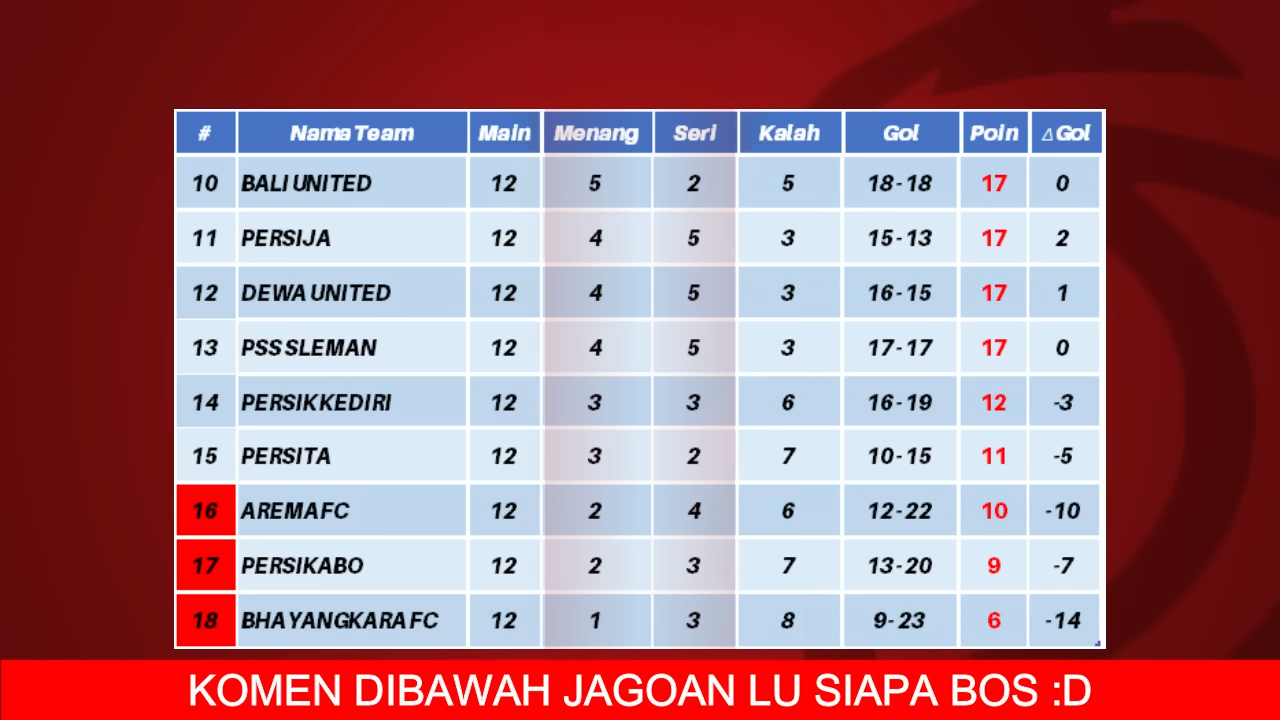 # Nama Team Main Menang Seri Kalah Gol Poin △Gol
10 BALI UNITED 12 5 2 5 18-18 17 0
11 PERSIJA 12 4 5 3 15-13 17 2
12 DEWA UNITED 12 4 5 3 16-15 17 1
13 PSS SLEMAN 12 4 5 3 17-17 17 0
14 PERSIK KEDIRI 12 3 3 6 16-19 12 -3
15 PERSITA 12 3 2 7 10-15 11 -5
16 AREMA FC 12 2 4 6 12-22 10 -10
17 PERSIKABO 12 2 3 7 13-20 9 -7
18 BHAYANGKARA FC 12 1 3 8 9-23 6 -14
KOMEN DIBAWAH JAGOAN LU SIAPA BOS :D